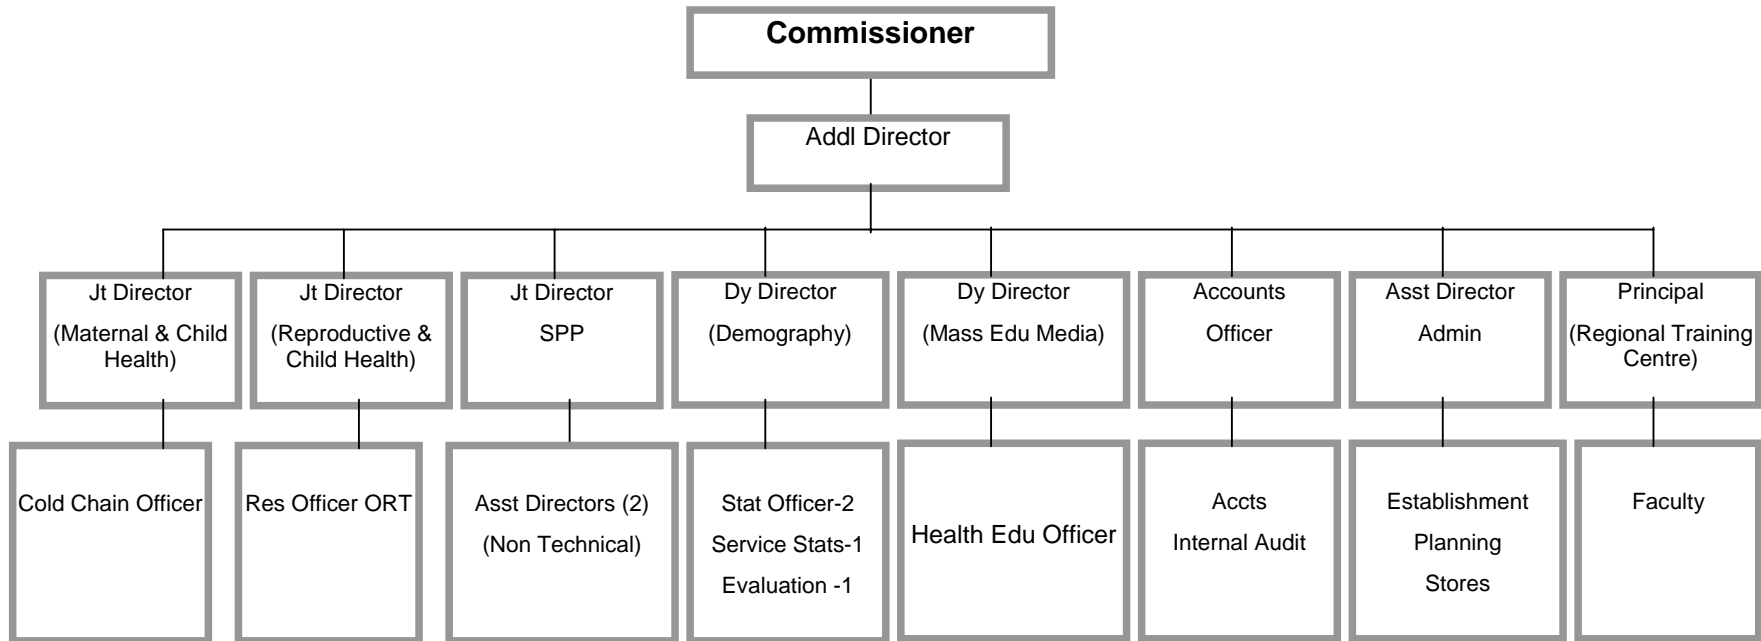 Commissioner
Addl Director
Jt Director
(Maternal & Child
Health)
Jt Director
(Reproductive &
Child Health)
Jt Director
SPP
Dy Director
(Demography)
Dy Director
(Mass Edu Media)
Accounts
Officer
Asst Director
Admin
Principal
(Regional Training
Centre)
Cold Chain Officer
Res Officer ORT
Asst Directors (2)
(Non Technical)
Stat Officer-2
Service Stats-1
Evaluation -1
Health Edu Officer
Accts
Internal Audit
Establishment
Planning
Stores
Faculty